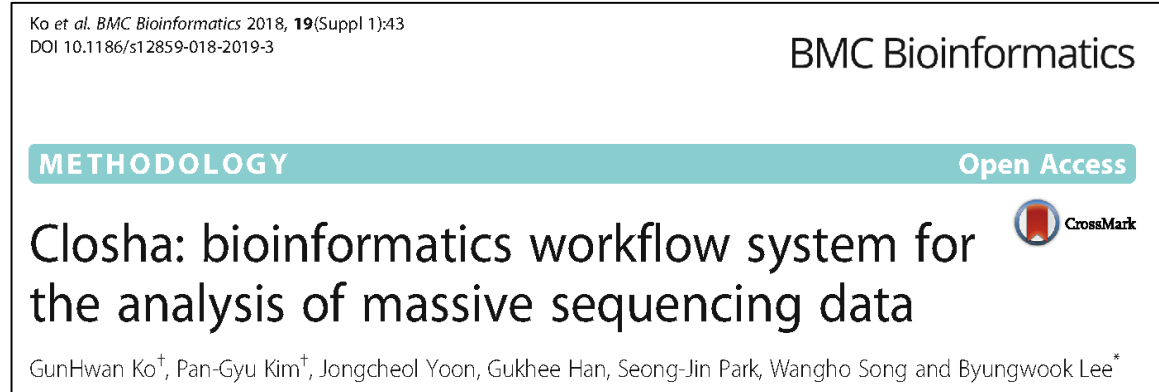 Ko et al. BMC Bioinformatics 2018, 19(Suppl 1):43
DOI 10.1186/s12859-018-2019-3
BMC Bioinformatics
METHODOLOGY
Open Access
Closha: bioinformatics workflow system for
the analysis of massive sequencing data
CrossMark
GunHwan Ko†, Pan-Gyu Kim†, Jongcheol Yoon, Gukhee Han, Seong-Jin Park, Wangho Song and Byungwook Lee*